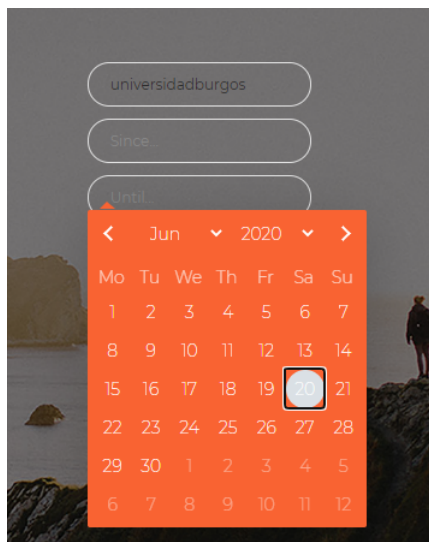 universidadburgos
Since...
Until...
Jun 2020
Mo Tu We Th Fr Sa Su
1 2 3 4 5 6 7
8 9 10 11 12 13 14
15 16 17 18 19 20 21
22 23 24 25 26 27 28
29 30 1 2 3 4 5
6 7 8 9 10 11 12